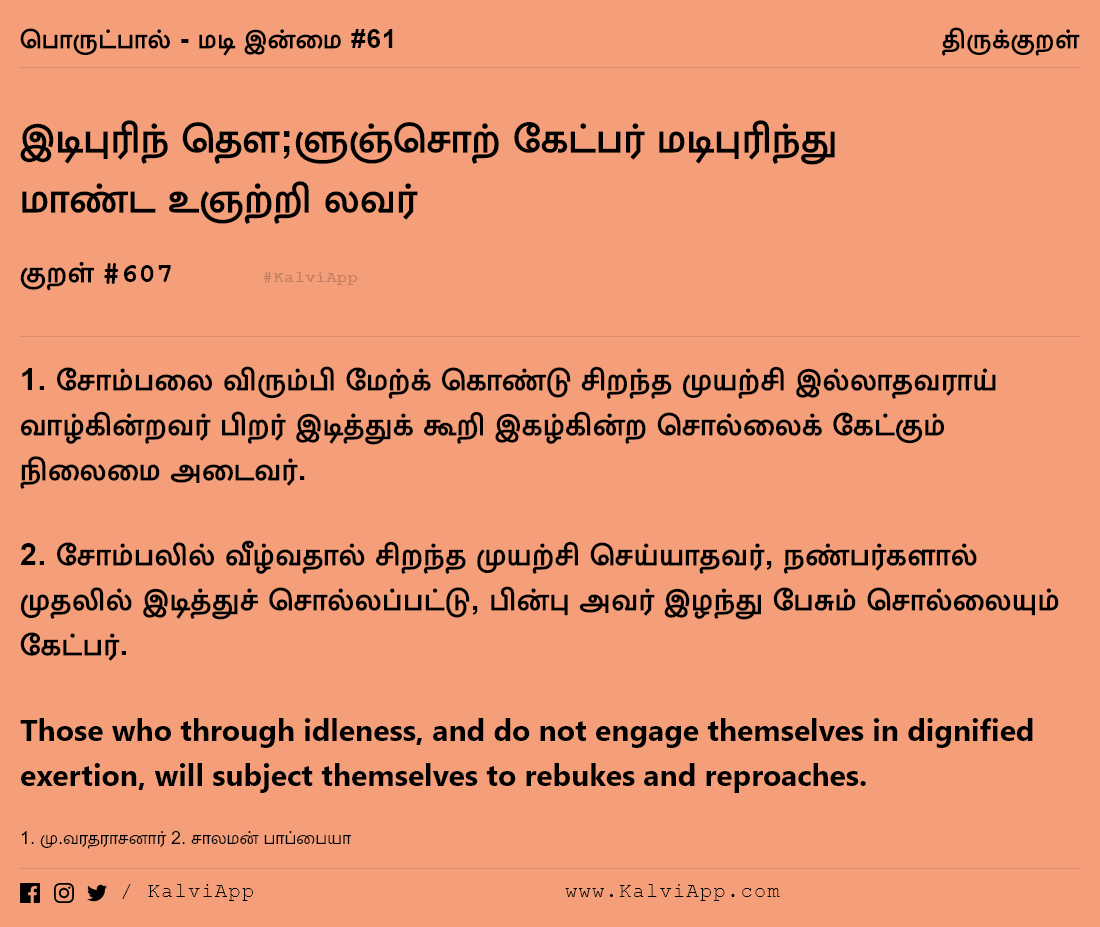 பொருட்பால் - மடி இன்மை #61 திருக்குறள்
இடிபுரிந் தௌ;ளுஞ்சொற் கேட்பர் மடிபுரிந்து
மாண்ட உஞற்றி லவர்
குறள் #607 #KalviApp
1. சோம்பலை விரும்பி மேற்க் கொண்டு சிறந்த முயற்சி இல்லாதவராய்
வாழ்கின்றவர் பிறர் இடித்துக் கூறி இகழ்கின்ற சொல்லைக் கேட்கும்
நிலைமை அடைவர்.
2. சோம்பலில் வீழ்வதால் சிறந்த முயற்சி செய்யாதவர், நண்பர்களால்
முதலில் இடித்துச் சொல்லப்பட்டு, பின்பு அவர் இழந்து பேசும் சொல்லையும்
கேட்பர்.
Those who through idleness, and do not engage themselves in dignified
exertion, will subject themselves to rebukes and reproaches.
1. மு.வரதராசனார் 2. சாலமன் பாப்பையா
/ KalviApp www.KalviApp.com